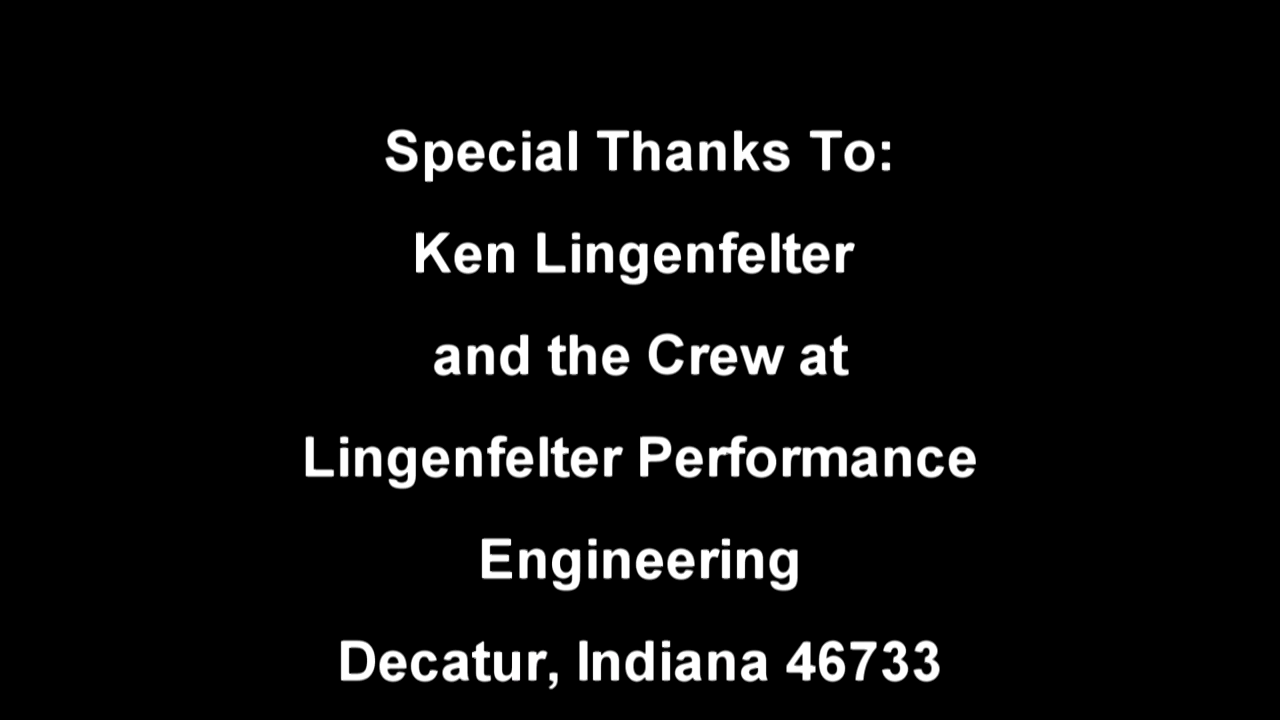 Special Thanks To:
Ken Lingenfelter
and the Crew at
Lingenfelter Performance
Engineering
Decatur, Indiana 46733